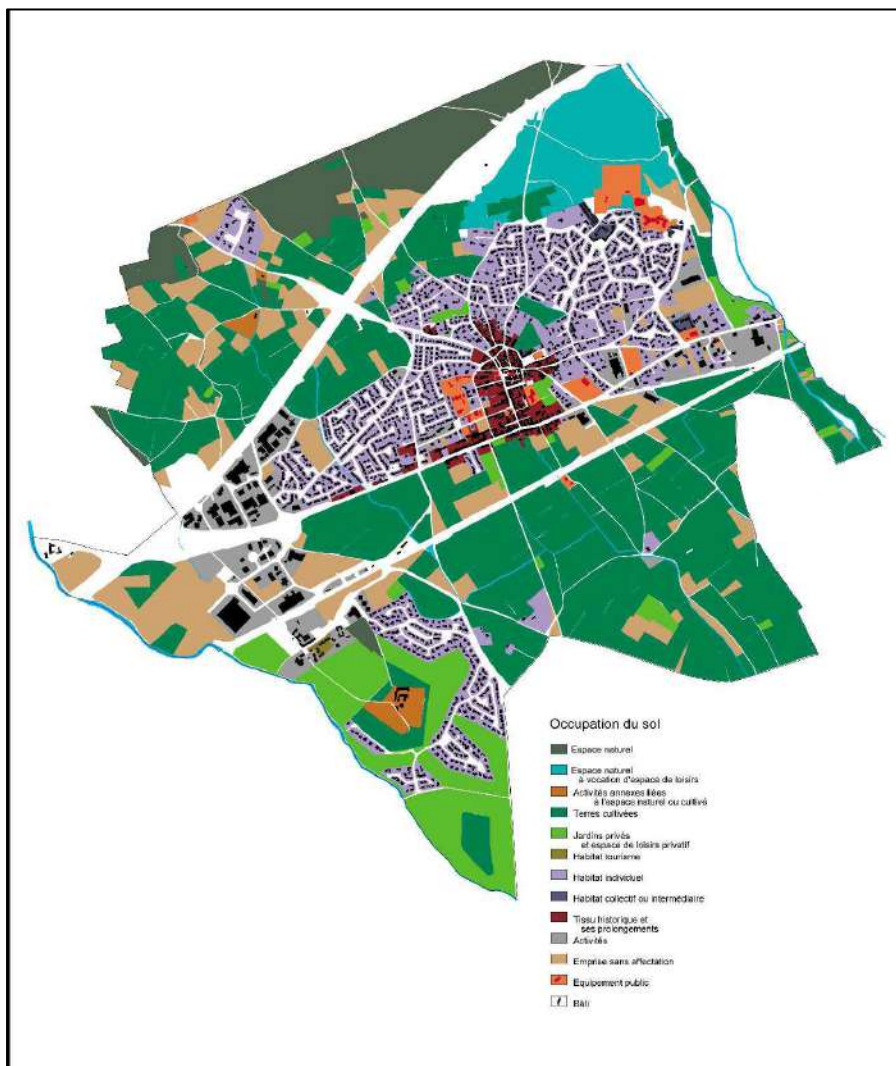 Occupation du sol
Espace naturel
Espace naturel
à vocation d'espace de loisirs
Activités annexes liées
à l'espace naturel ou cultivé
Terres cultivées
Jardins privés
et espace de loisirs privatif
Habitat tourisme
Habitat individuel
Habitat collectif ou intermédiaire
Tissu historique et
ses prolongements
Activités
Emprise sans affectation
Equipement public
Bâti